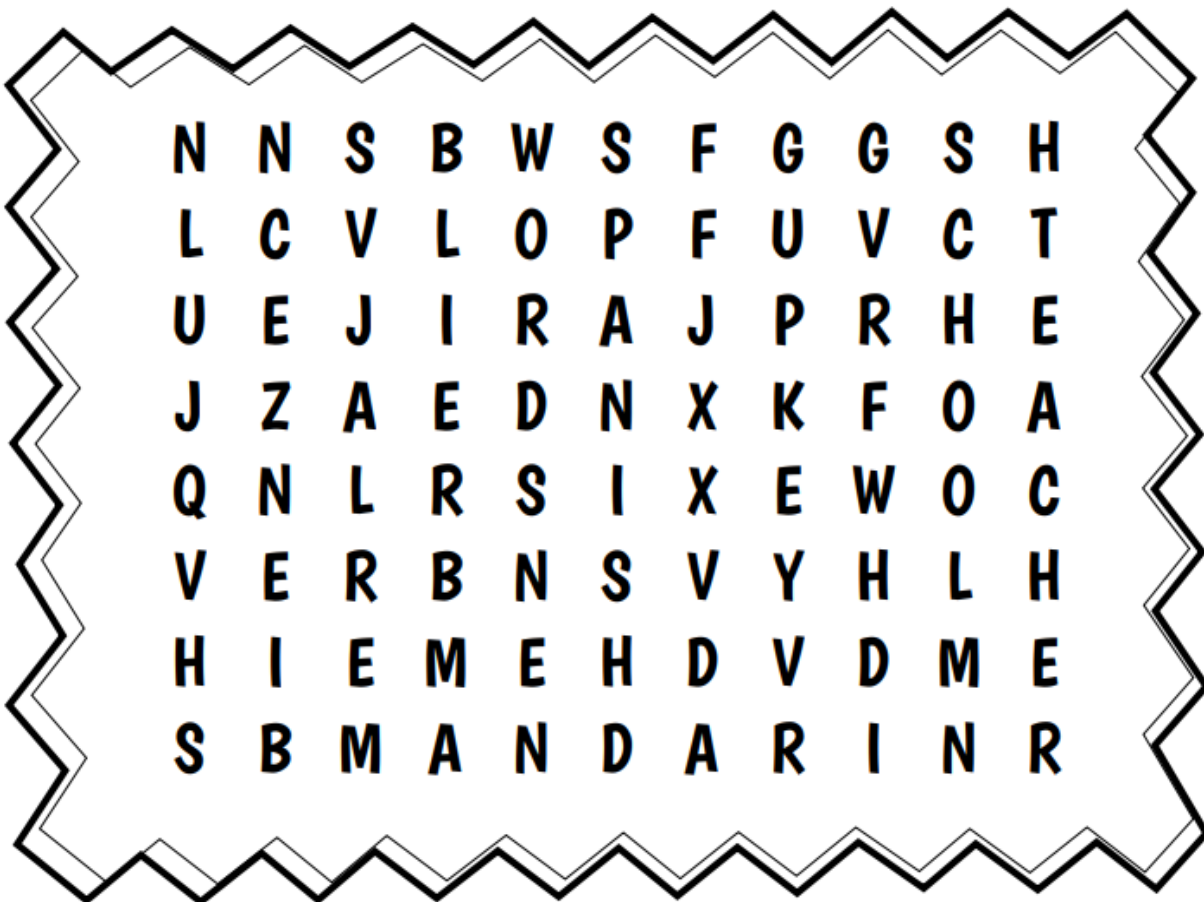 N N S B W S F G G S H
L C V L O P F U V C T
U E J I R A J P R H E
J Z A E D N X K F O A
Q N L R S I X E W O C
V E R B N S V Y H L H
H I E M E H D V D M E
S B M A N D A R I N R